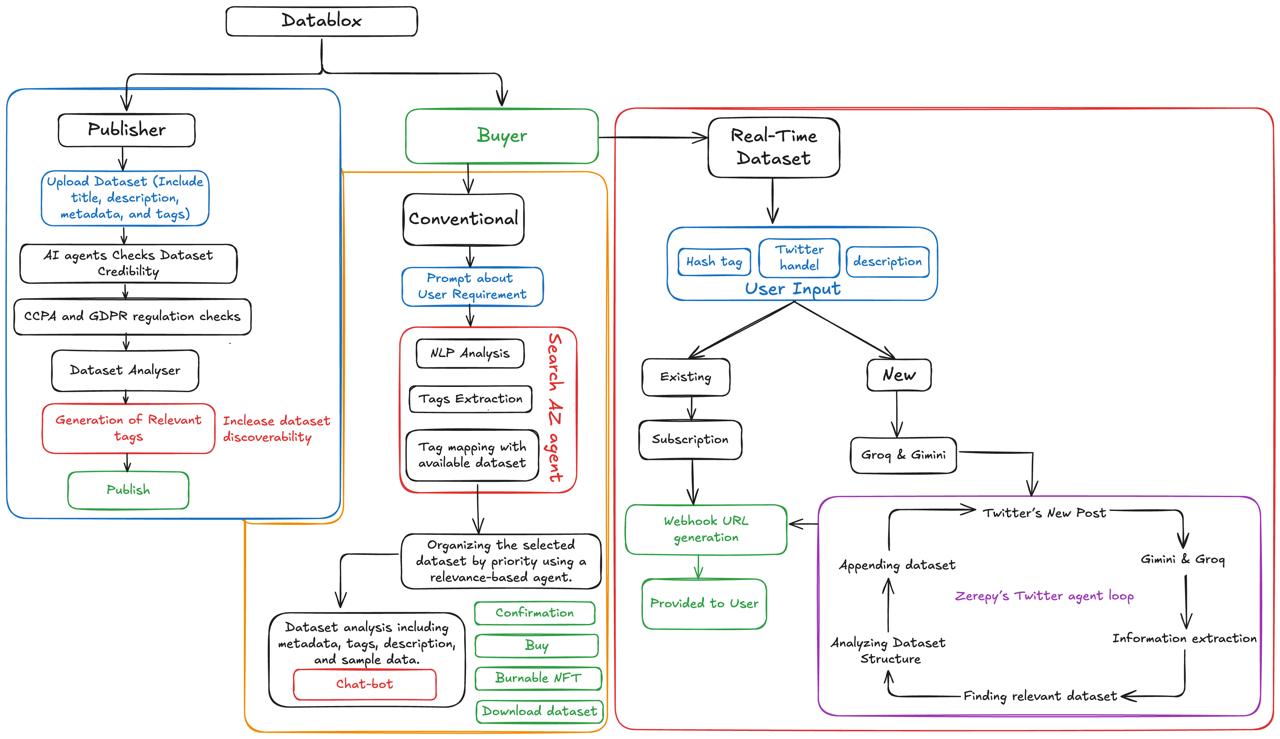 Datablox
Publisher
Upload Dataset (Include
title, description,
metadata, and tags)
AI agents Checks Dataset
Credibility
CCPA and GDPR regulation checks
Dataset Analyser
Generation of Relevant
tags
Inclease dataset
discoverability
Publish
Buyer
Conventional
Prompt about
User Requirement
NLP Analysis
Tags Extraction
Tag mapping with
available dataset
Search AZ agent
Organizing the selected
dataset by priority using a
relevance-based agent.
Dataset analysis including
metadata, tags, description,
and sample data.
Chat-bot
Confirmation
Buy
Burnable NFT
Download dataset
Real-Time
Dataset
Hash tag
Twitter
handel
description
User Input
Existing
Subscription
Webhook URL
generation
Provided to User
New
Groq & Gimini
Twitter's New Post
Gimini & Groq
Information extraction
Finding relevant dataset
Analyzing Dataset
Structure
Appending dataset
Zerepy's Twitter agent loop